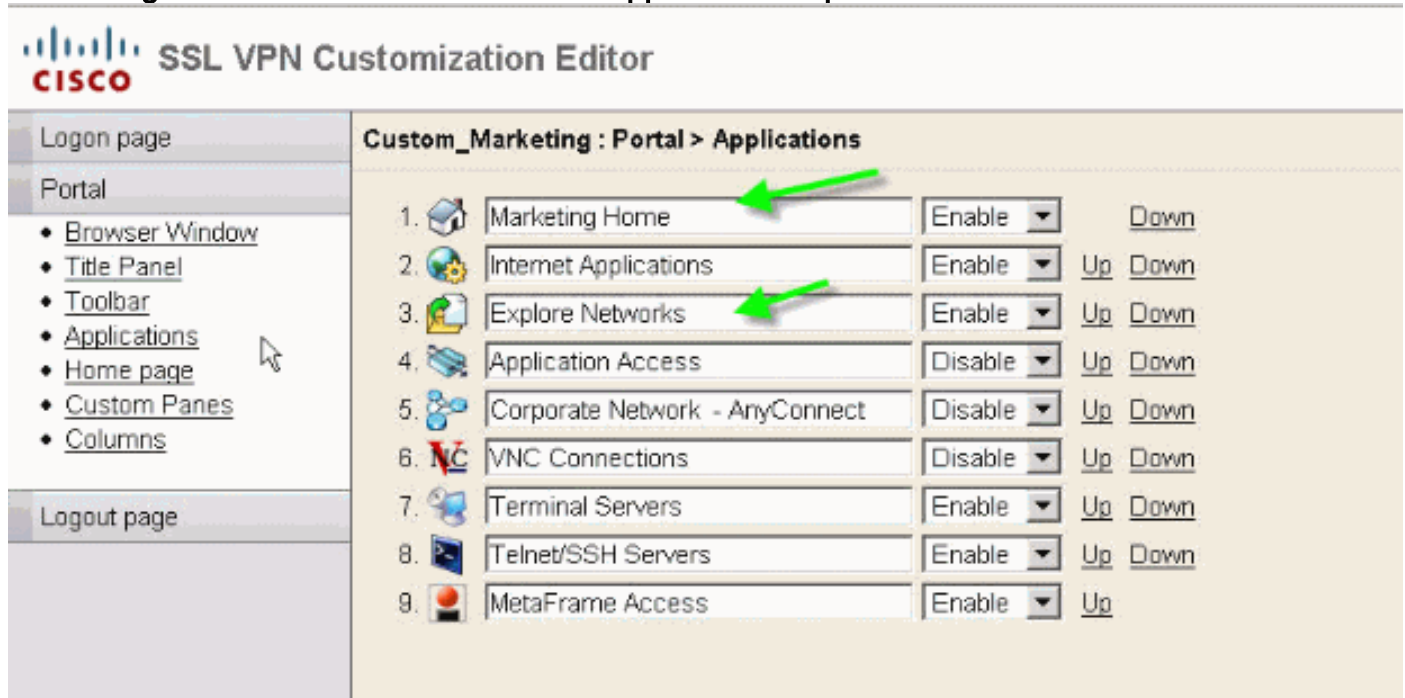 CISCO SSL VPN Customization Editor
Logon page
Portal
• Browser Window
• Title Panel
• Toolbar
• Applications
• Home page
• Custom Panes
• Columns
Logout page
Custom_Marketing : Portal > Applications
1. Marketing Home Enable Down
2. Internet Applications Enable Up Down
3. Explore Networks Enable Up Down
4. Application Access Disable Up Down
5. Corporate Network - AnyConnect Disable Up Down
6. VNC Connections Disable Up Down
7. Terminal Servers Enable Up Down
8. Telnet/SSH Servers Enable Up Down
9. MetaFrame Access Enable Up